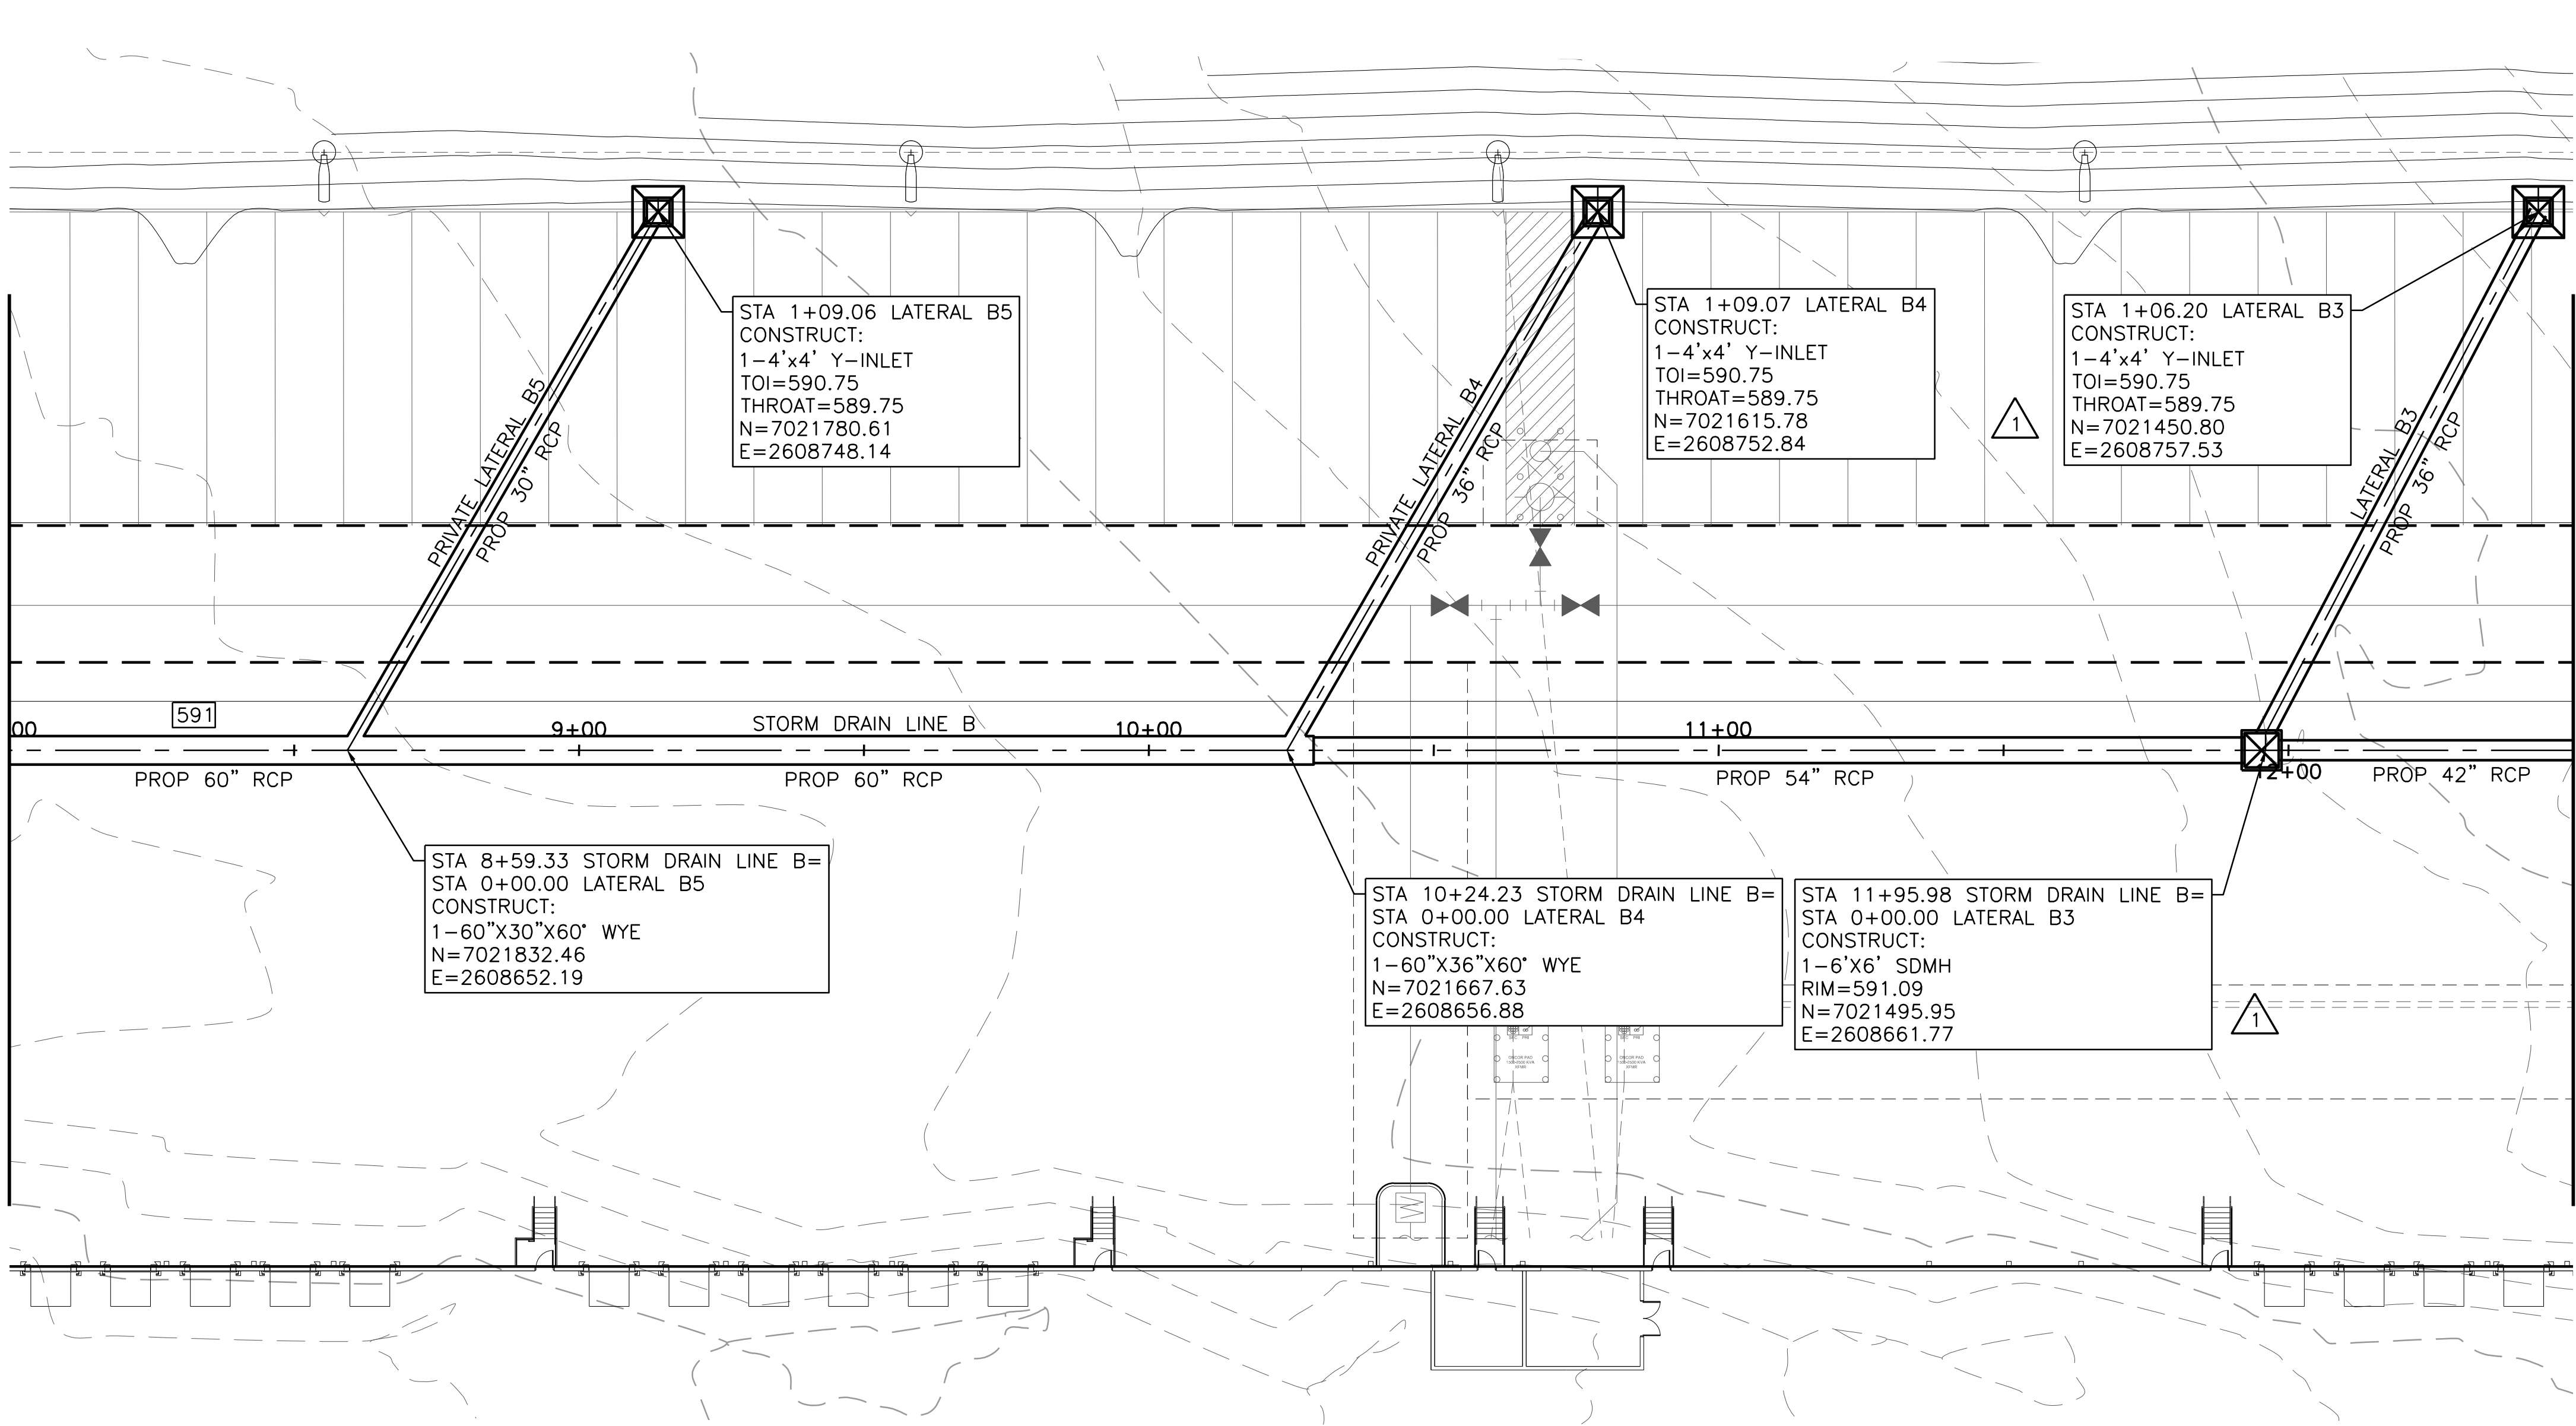 STA 1+09.06 LATERAL B5
CONSTRUCT:
1-4'x4' Y-INLET
TOI=590.75
THROAT=589.75
N=7021780.61
E=2608748.14
STA 1+09.07 LATERAL B4
CONSTRUCT:
1-4'x4' Y-INLET
TOI=590.75
THROAT=589.75
N=7021615.78
E=2608752.84
1
STA 1+06.20 LATERAL B3
CONSTRUCT:
1-4'x4' Y-INLET
TOI=590.75
THROAT=589.75
N=7021450.80
E=2608757.53
PRIVATE LATERAL B5
PROP 30" RCP
PRIVATE LATERAL B4
PROP 36" RCP
LATERAL B3
PROP 36" RCP
00
591
9+00
STORM DRAIN LINE B
10+00
11+00
12+00
PROP 60" RCP
PROP 60" RCP
PROP 54" RCP
PROP 42" RCP
STA 8+59.33 STORM DRAIN LINE B=
STA 0+00.00 LATERAL B5
CONSTRUCT:
1-60"X30"X60° WYE
N=7021832.46
E=2608652.19
STA 10+24.23 STORM DRAIN LINE B=
STA 0+00.00 LATERAL B4
CONSTRUCT:
1-60"X36"X60° WYE
N=7021667.63
E=2608656.88
STA 11+95.98 STORM DRAIN LINE B=
STA 0+00.00 LATERAL B3
CONSTRUCT:
1-6'X6' SDMH
RIM=591.09
N=7021495.95
E=2608661.77
1
ONCOR PAD
ONCOR PAD